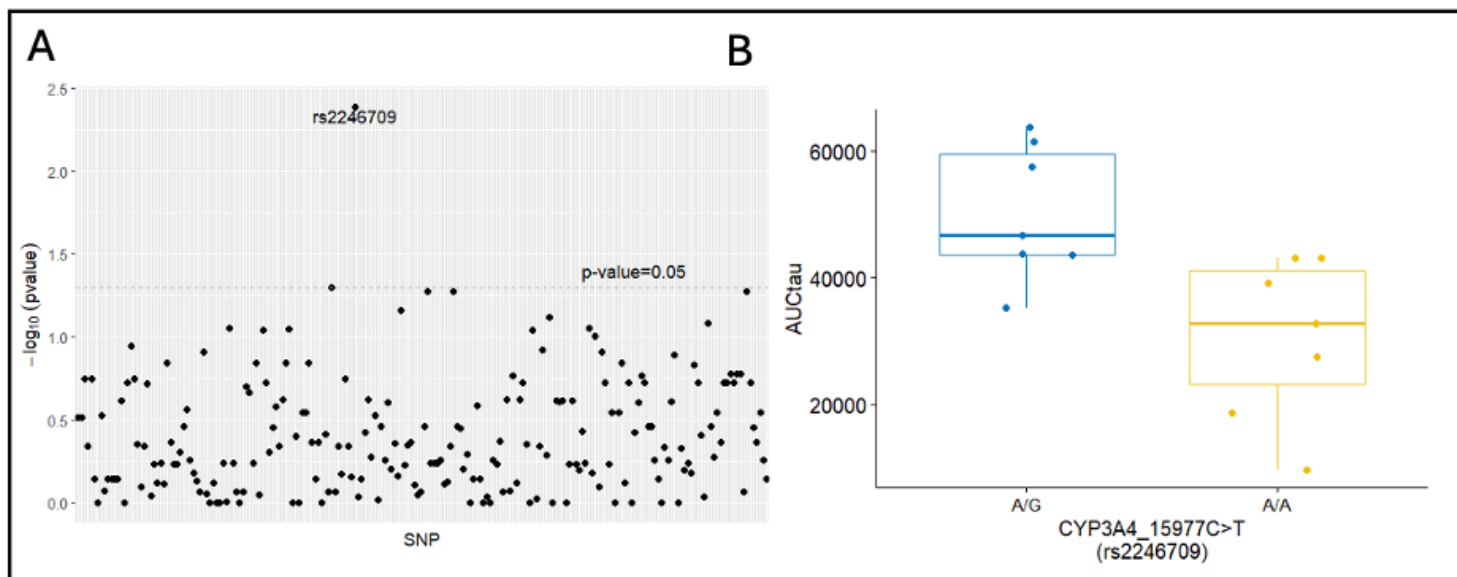 A
B
2.5
2.0
1.5
1.0
0.5
0.0
−log10 (pvalue)
rs2246709
p-value=0.05
SNP
60000
40000
20000
AUCtau
A/G
A/A
CYP3A4_15977C>T
(rs2246709)